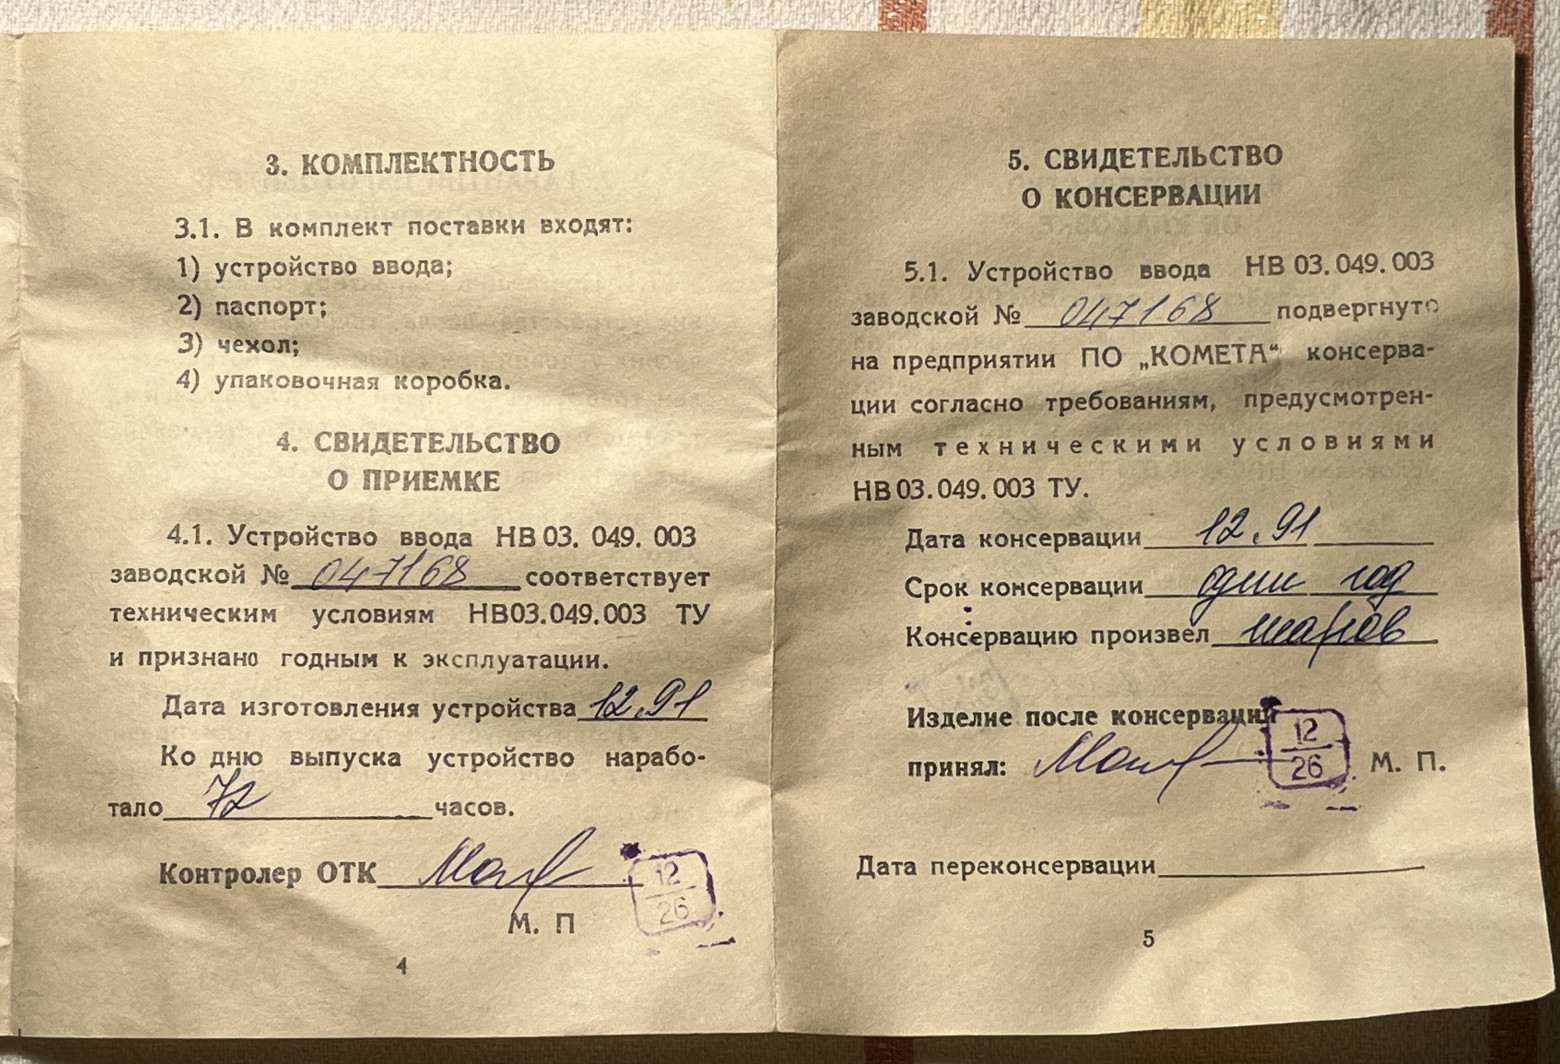 3. КОМПЛЕКТНОСТЬ
3.1. В комплект поставки входят:
1) устройство ввода;
2) паспорт;
3) чехол;
4) упаковочная коробка.
4. СВИДЕТЕЛЬСТВО
О ПРИЕМКЕ
4.1. Устройство ввода НВ 03. 049. 003
заводской № 047168 соответствует
техническим условиям НВ03.049.003 ТУ
и признано годным к эксплуатации.
Дата изготовления устройства 12.91
Ко дню выпуска устройство нарабо-
тало 72 часов.
Контролер ОТК
12
26
М. П
4
5. СВИДЕТЕЛЬСТВО
О КОНСЕРВАЦИИ
5.1. Устройство ввода НВ 03. 049. 003
заводской № 047168 подвергнуто
на предприятии ПО „КОМЕТА“ консерва-
ции согласно требованиям, предусмотрен-
ным техническими условиями
НВ03.049.003 ТУ.
Дата консервации 12.91
Срок консервации один год
Консервацию произвел
Изделие после консервации
12
принял: 26 М. П.
Дата переконсервации
5